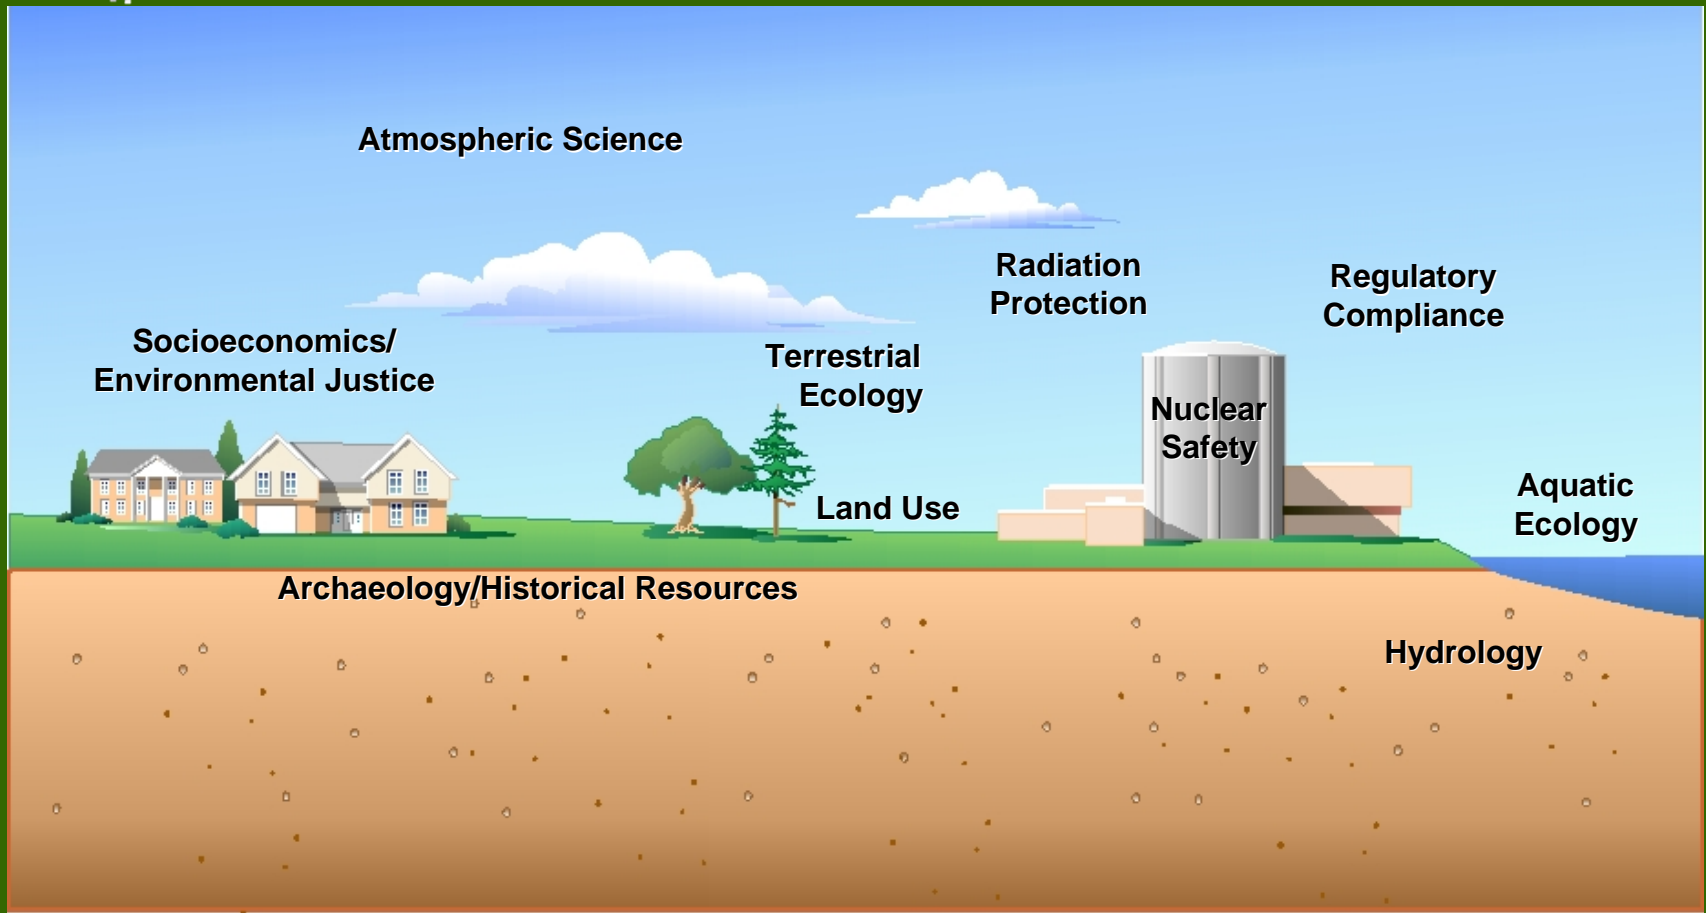 Atmospheric Science
Radiation
Protection
Regulatory
Compliance
Socioeconomics/
Environmental Justice
Terrestrial
Ecology
Nuclear
Safety
Land Use
Aquatic
Ecology
Archaeology/Historical Resources
Hydrology